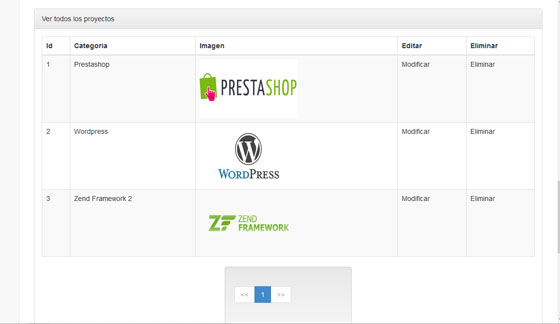 Ver todos los proyectos
Id Categoria Imagen Editar Eliminar
1 Prestashop PRESTASHOP Modificar Eliminar
2 Wordpress WORDPRESS Modificar Eliminar
3 Zend Framework 2 ZF ZEND FRAMEWORK Modificar Eliminar
<< 1 >>